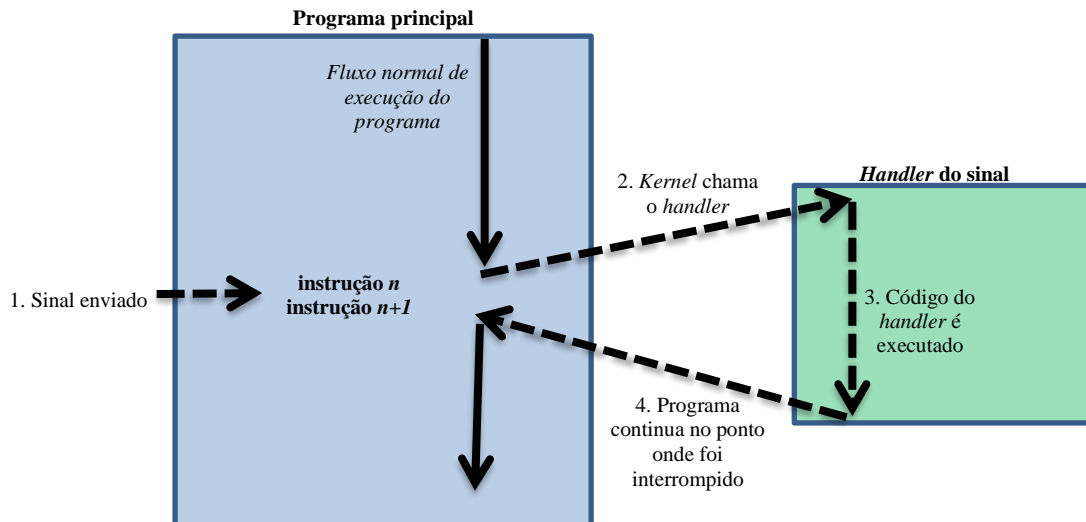 Programa principal
Fluxo normal de
execução do
programa
Handler do sinal
2. Kernel chama
o handler
1. Sinal enviado
instrução n
instrução n+1
3. Código do
handler é
executado
4. Programa
continua no ponto
onde foi
interrompido